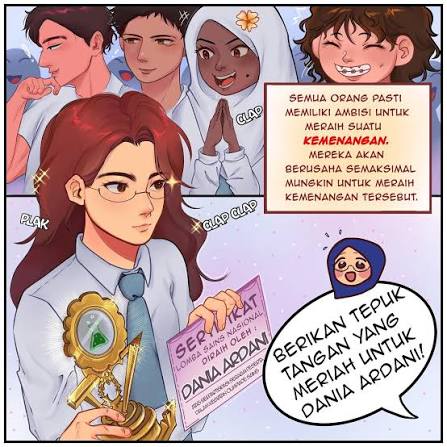 CLAP
SEMUA ORANG PASTI
MEMILIKI AMBISI UNTUK
MERAIH SUATU
KEMENANGAN.
MEREKA AKAN
BERUSAHA SEMAKSIMAL
MUNGKIN UNTUK MERAIH
KEMENANGAN TERSEBUT.
PLAK
CLAP CLAP
SERTIFIKAT
LOMBA SAINS NASIONAL
DIRAIH OLEH :
DANIA ARDANI
BERIKAN TEPUK
TANGAN YANG
MERIAH UNTUK
DANIA ARDANI!